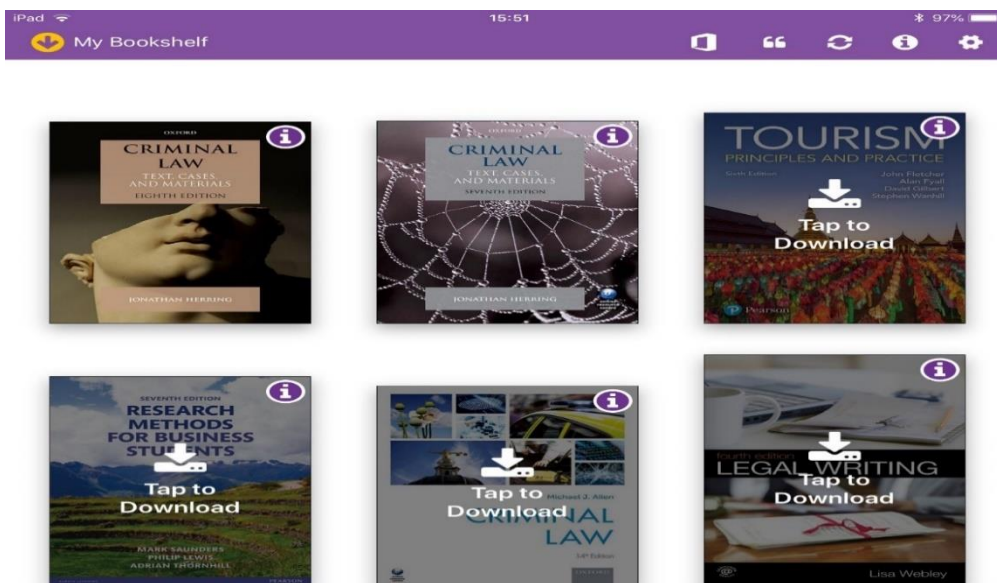 iPad 15:51 97%
My Bookshelf
OXFORD
CRIMINAL
LAW
TEXT, CASES,
AND MATERIALS
EIGHTH EDITION
JONATHAN HERRING
OXFORD
CRIMINAL
LAW
TEXT, CASES,
AND MATERIALS
SEVENTH EDITION
JONATHAN HERRING
TOURISM
PRINCIPLES AND PRACTICE
Sixth Edition
John Fletcher
Alan Fyall
David Gilbert
Stephen Wanhill
Tap to
Download
Pearson
SEVENTH EDITION
RESEARCH
METHODS
FOR BUSINESS
STUDENTS
Tap to
Download
MARK SAUNDERS
PHILIP LEWIS
ADRIAN THORNHILL
PEARSON
Tap to
Download
Michael J. Allen
CRIMINAL
LAW
14th Edition
OXFORD
fourth edition
LEGAL WRITING
Tap to
Download
Lisa Webley